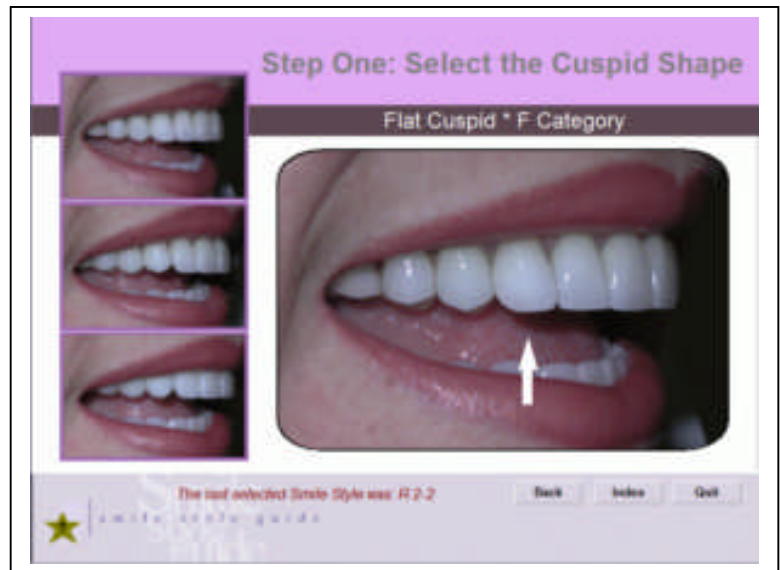 Step One: Select the Cuspid Shape
Flat Cuspid * F Category
The last selected Smile Style was: R 2-2
Back
Index
Quit
smile style guide